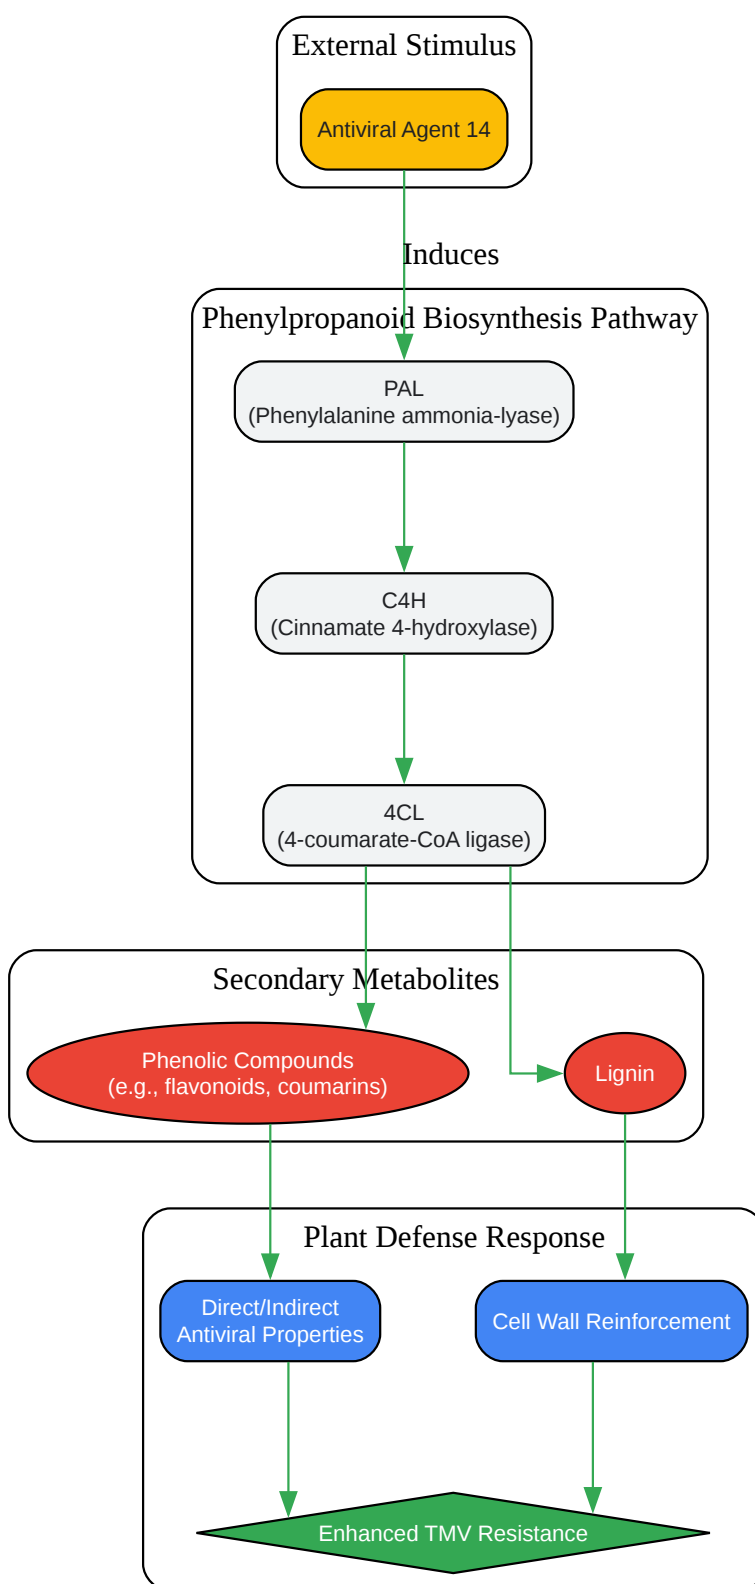 External Stimulus
Antiviral Agent 14
Induces
Phenylpropanoid Biosynthesis Pathway
PAL
(Phenylalanine ammonia-lyase)
C4H
(Cinnamate 4-hydroxylase)
4CL
(4-coumarate-CoA ligase)
Secondary Metabolites
Phenolic Compounds
(e.g., flavonoids, coumarins)
Lignin
Plant Defense Response
Direct/Indirect
Antiviral Properties
Cell Wall Reinforcement
Enhanced TMV Resistance